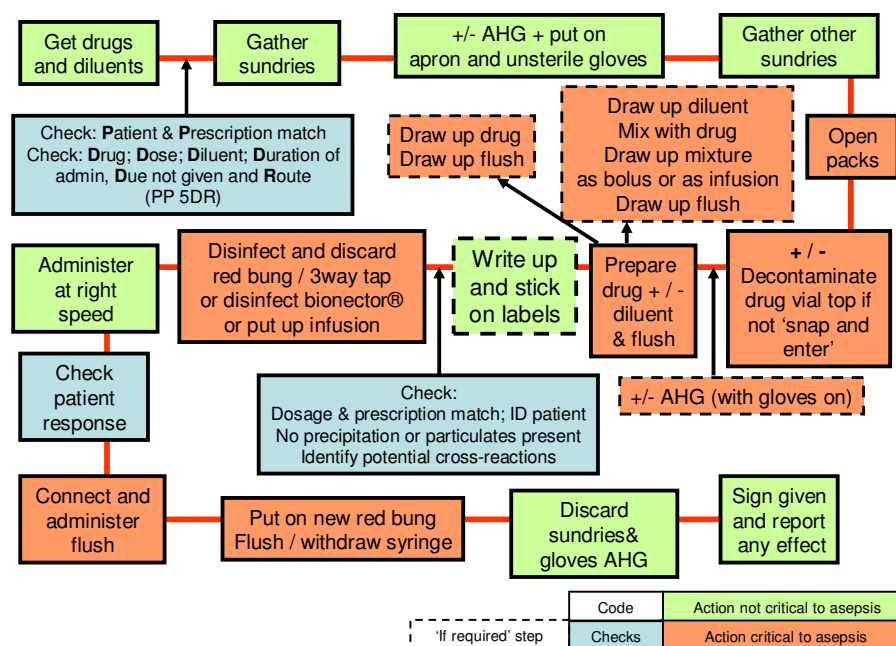 Get drugs
and diluents
Gather
sundries
+/- AHG + put on
apron and unsterile gloves
Gather other
sundries
Check: Patient & Prescription match
Check: Drug; Dose; Diluent; Duration of
admin, Due not given and Route
(PP 5DR)
Draw up drug
Draw up flush
Draw up diluent
Mix with drug
Draw up mixture
as bolus or as infusion
Draw up flush
Open
packs
Administer
at right
speed
Disinfect and discard
red bung / 3way tap
or disinfect bionector®
or put up infusion
Write up
and stick
on labels
Prepare
drug + / -
diluent
& flush
+ / -
Decontaminate
drug vial top if
not ‘snap and
enter’
Check
patient
response
Check:
Dosage & prescription match; ID patient
No precipitation or particulates present
Identify potential cross-reactions
+/- AHG (with gloves on)
Connect and
administer
flush
Put on new red bung
Flush / withdraw syringe
Discard
sundries&
gloves AHG
Sign given
and report
any effect
Code
Action not critical to asepsis
‘If required’ step
Checks
Action critical to asepsis